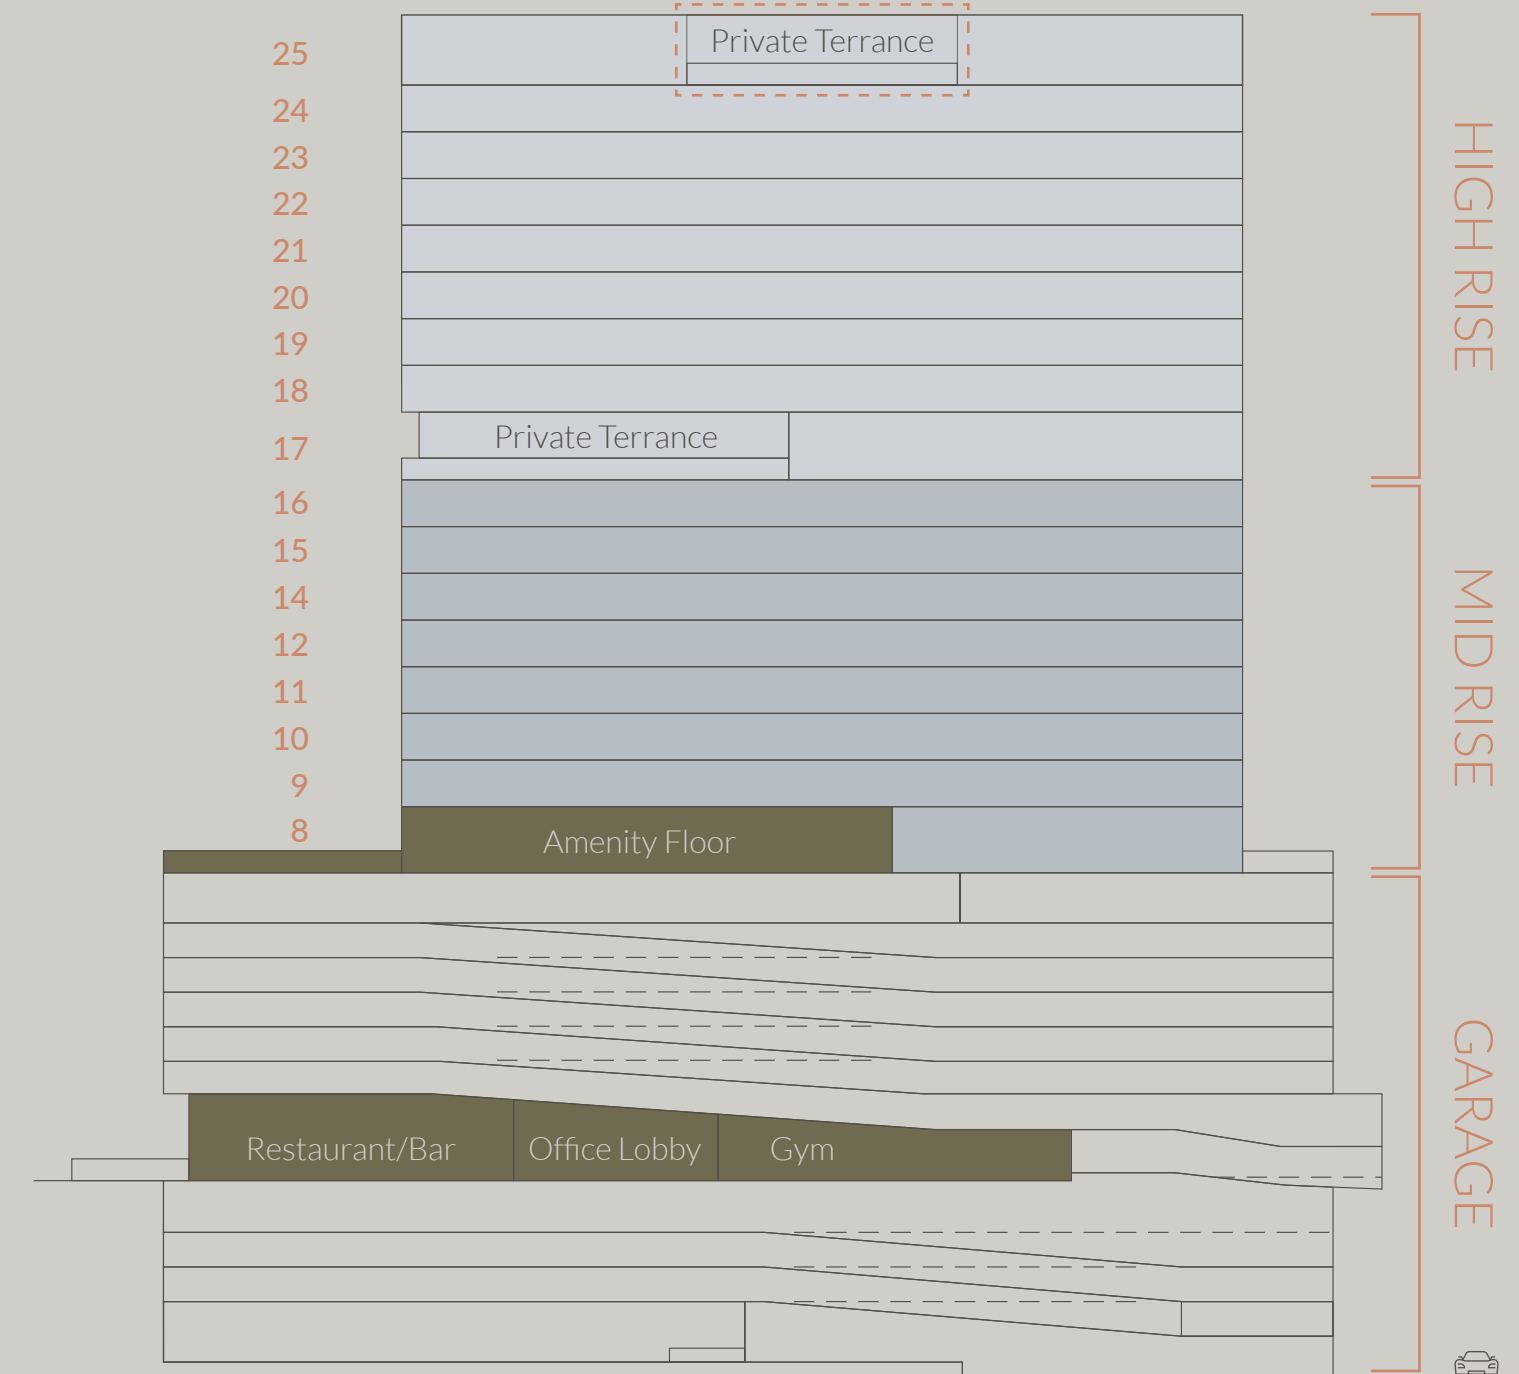 25
Private Terrance
24
23
22
21
20
19
18
17
Private Terrance
16
15
14
12
11
10
9
8
Amenity Floor
Restaurant/Bar
Office Lobby
Gym
HIGH RISE
MID RISE
GARAGE